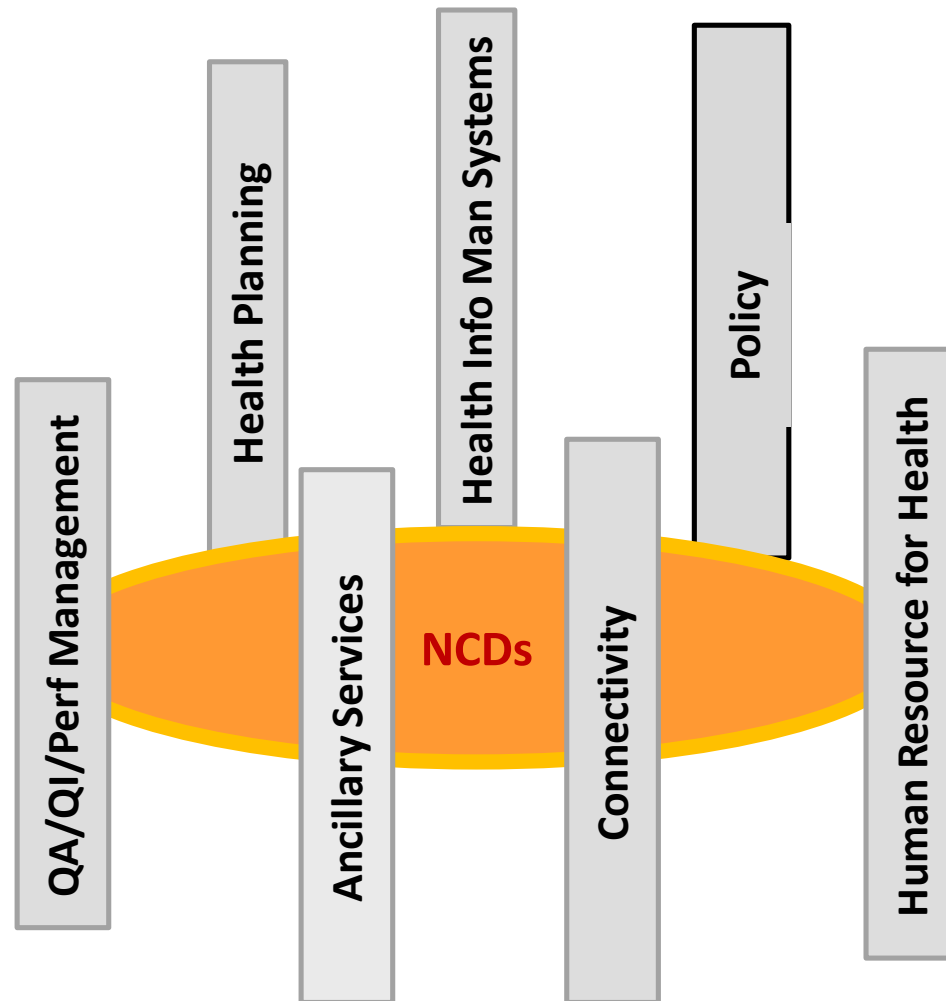 QA/QI/Perf Management
Health Planning
Ancillary Services
Health Info Man Systems
NCDs
Connectivity
Policy
Human Resource for Health